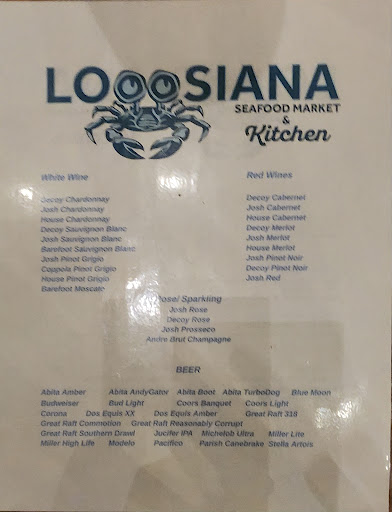 LOOOSIANA
SEAFOOD MARKET
&
Kitchen
White Wine
Decoy Chardonnay
Josh Chardonnay
House Chardonnay
Decoy Sauvignon Blanc
Josh Sauvignon Blanc
Barefoot Sauvignon Blanc
Josh Pinot Grigio
Coppola Pinot Grigio
House Pinot Grigio
Barefoot Moscato
Red Wines
Decoy Cabernet
Josh Cabernet
House Cabernet
Decoy Merlot
Josh Merlot
House Merlot
Josh Pinot Noir
Decoy Pinot Noir
Josh Red
Rose/ Sparkling
Josh Rose
Decoy Rose
Josh Prosseco
Andre Brut Champagne
BEER
Abita Amber Abita AndyGator Abita Boot Abita TurboDog Blue Moon
Budweiser Bud Light Coors Banquet Coors Light
Corona Dos Equis XX Dos Equis Amber Great Raft 318
Great Raft Commotion Great Raft Reasonably Corrupt
Great Raft Southern Drawl Jucifer IPA Michelob Ultra Miller Lite
Miller High Life Modelo Pacifico Parish Canebrake Stella Artois